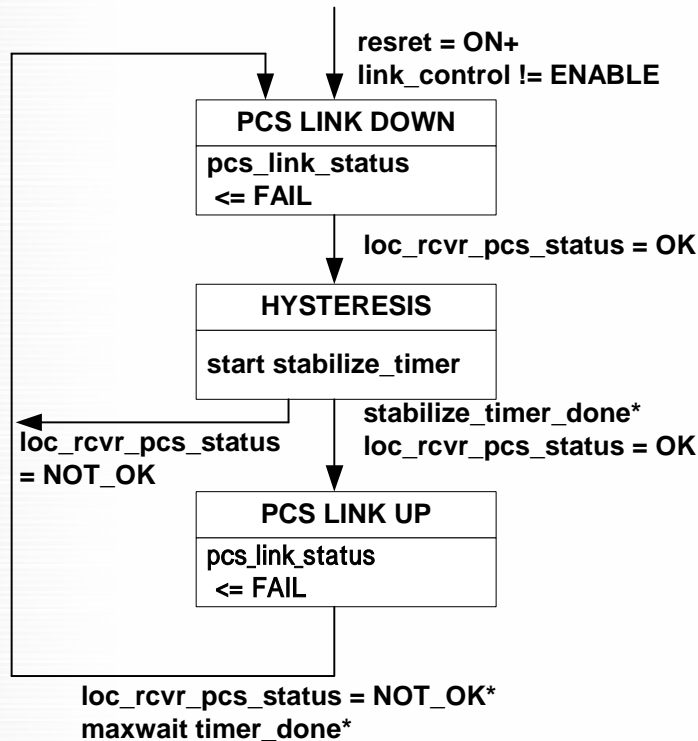 resret = ON+
link_control != ENABLE
PCS LINK DOWN
pcs_link_status
<= FAIL
loc_rcvr_pcs_status = OK
HYSTERESIS
start stabilize_timer
stabilize_timer_done*
loc_rcvr_pcs_status = OK
loc_rcvr_pcs_status
= NOT_OK
PCS LINK UP
pcs_link_status
<= FAIL
loc_rcvr_pcs_status = NOT_OK*
maxwait timer_done*